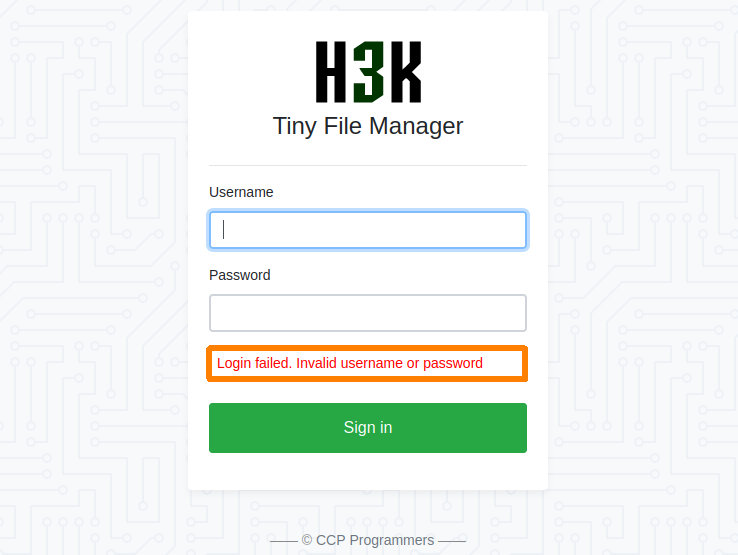 H3K
Tiny File Manager
Username
Password
Login failed. Invalid username or password
Sign in
—— © CCP Programmers ——